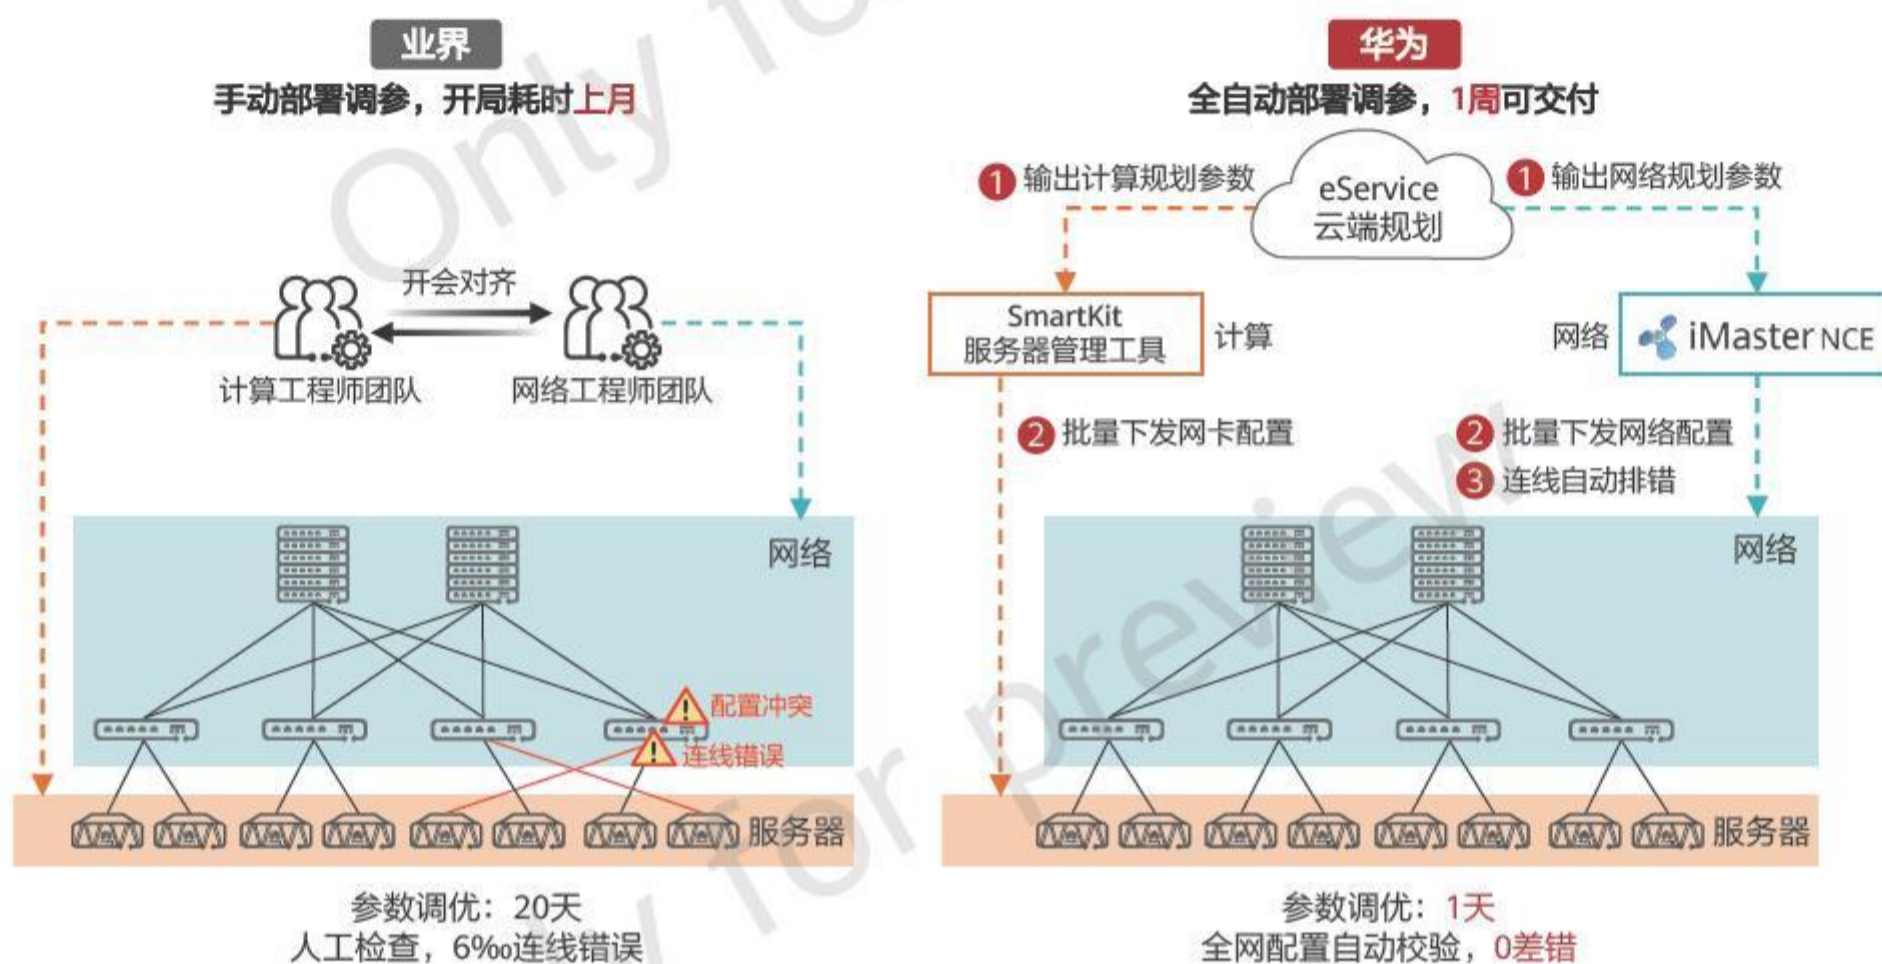 业界
手动部署调参，开局耗时上月
开会对齐
计算工程师团队
网络工程师团队
网络
配置冲突
连线错误
服务器
参数调优：20天
人工检查，6‰连线错误
华为
全自动部署调参，1周可交付
1 输出计算规划参数
eService
云端规划
1 输出网络规划参数
SmartKit
服务器管理工具
计算
网络
iMaster NCE
2 批量下发网卡配置
2 批量下发网络配置
3 连线自动排错
网络
服务器
参数调优：1天
全网配置自动校验，0差错
Only for preview